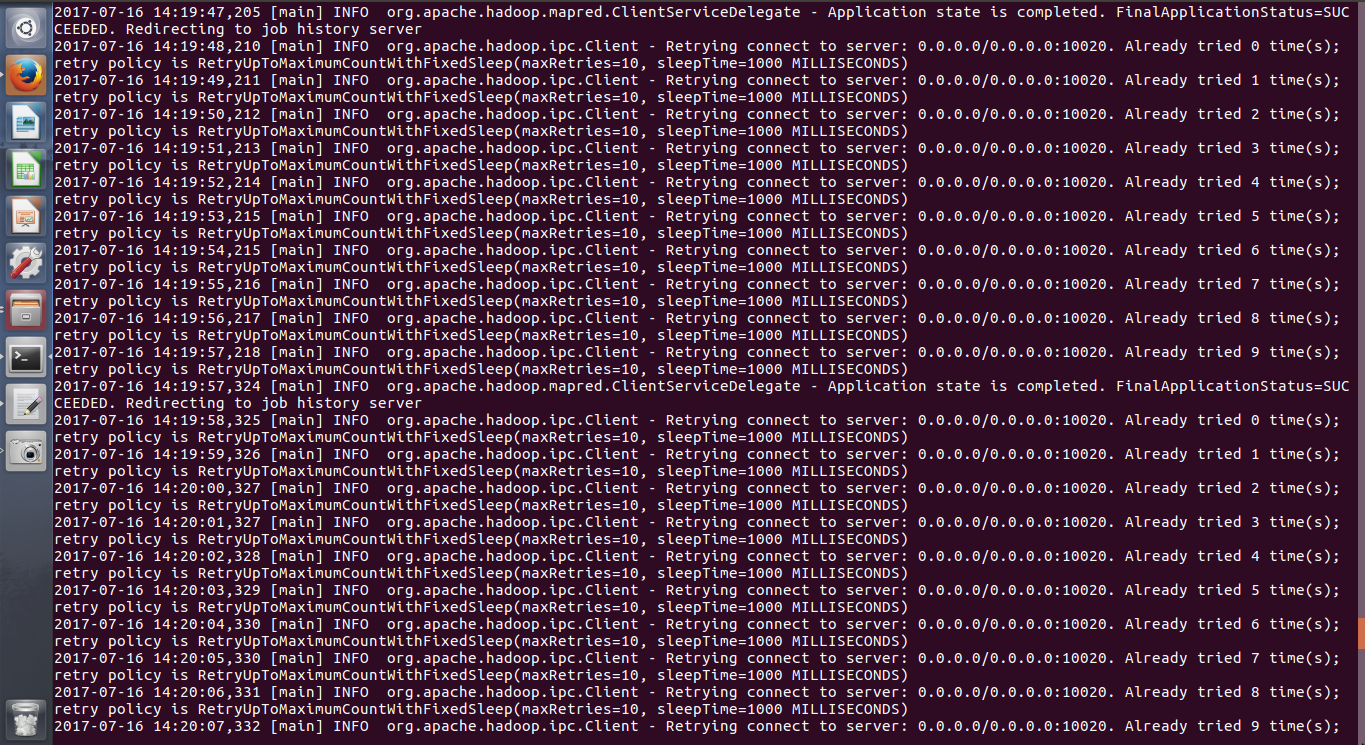 2017-07-16 14:19:47,205 [main] INFO  org.apache.hadoop.mapred.ClientServiceDelegate - Application state is completed. FinalApplicationStatus=SUC
CEEDED. Redirecting to job history server
2017-07-16 14:19:48,210 [main] INFO  org.apache.hadoop.ipc.Client - Retrying connect to server: 0.0.0.0/0.0.0.0:10020. Already tried 0 time(s);
retry policy is RetryUpToMaximumCountWithFixedSleep(maxRetries=10, sleepTime=1000 MILLISECONDS)
2017-07-16 14:19:49,211 [main] INFO  org.apache.hadoop.ipc.Client - Retrying connect to server: 0.0.0.0/0.0.0.0:10020. Already tried 1 time(s);
retry policy is RetryUpToMaximumCountWithFixedSleep(maxRetries=10, sleepTime=1000 MILLISECONDS)
2017-07-16 14:19:50,212 [main] INFO  org.apache.hadoop.ipc.Client - Retrying connect to server: 0.0.0.0/0.0.0.0:10020. Already tried 2 time(s);
retry policy is RetryUpToMaximumCountWithFixedSleep(maxRetries=10, sleepTime=1000 MILLISECONDS)
2017-07-16 14:19:51,213 [main] INFO  org.apache.hadoop.ipc.Client - Retrying connect to server: 0.0.0.0/0.0.0.0:10020. Already tried 3 time(s);
retry policy is RetryUpToMaximumCountWithFixedSleep(maxRetries=10, sleepTime=1000 MILLISECONDS)
2017-07-16 14:19:52,214 [main] INFO  org.apache.hadoop.ipc.Client - Retrying connect to server: 0.0.0.0/0.0.0.0:10020. Already tried 4 time(s);
retry policy is RetryUpToMaximumCountWithFixedSleep(maxRetries=10, sleepTime=1000 MILLISECONDS)
2017-07-16 14:19:53,215 [main] INFO  org.apache.hadoop.ipc.Client - Retrying connect to server: 0.0.0.0/0.0.0.0:10020. Already tried 5 time(s);
retry policy is RetryUpToMaximumCountWithFixedSleep(maxRetries=10, sleepTime=1000 MILLISECONDS)
2017-07-16 14:19:54,215 [main] INFO  org.apache.hadoop.ipc.Client - Retrying connect to server: 0.0.0.0/0.0.0.0:10020. Already tried 6 time(s);
retry policy is RetryUpToMaximumCountWithFixedSleep(maxRetries=10, sleepTime=1000 MILLISECONDS)
2017-07-16 14:19:55,216 [main] INFO  org.apache.hadoop.ipc.Client - Retrying connect to server: 0.0.0.0/0.0.0.0:10020. Already tried 7 time(s);
retry policy is RetryUpToMaximumCountWithFixedSleep(maxRetries=10, sleepTime=1000 MILLISECONDS)
2017-07-16 14:19:56,217 [main] INFO  org.apache.hadoop.ipc.Client - Retrying connect to server: 0.0.0.0/0.0.0.0:10020. Already tried 8 time(s);
retry policy is RetryUpToMaximumCountWithFixedSleep(maxRetries=10, sleepTime=1000 MILLISECONDS)
2017-07-16 14:19:57,218 [main] INFO  org.apache.hadoop.ipc.Client - Retrying connect to server: 0.0.0.0/0.0.0.0:10020. Already tried 9 time(s);
retry policy is RetryUpToMaximumCountWithFixedSleep(maxRetries=10, sleepTime=1000 MILLISECONDS)
2017-07-16 14:19:57,324 [main] INFO  org.apache.hadoop.mapred.ClientServiceDelegate - Application state is completed. FinalApplicationStatus=SUC
CEEDED. Redirecting to job history server
2017-07-16 14:19:58,325 [main] INFO  org.apache.hadoop.ipc.Client - Retrying connect to server: 0.0.0.0/0.0.0.0:10020. Already tried 0 time(s);
retry policy is RetryUpToMaximumCountWithFixedSleep(maxRetries=10, sleepTime=1000 MILLISECONDS)
2017-07-16 14:19:59,326 [main] INFO  org.apache.hadoop.ipc.Client - Retrying connect to server: 0.0.0.0/0.0.0.0:10020. Already tried 1 time(s);
retry policy is RetryUpToMaximumCountWithFixedSleep(maxRetries=10, sleepTime=1000 MILLISECONDS)
2017-07-16 14:20:00,327 [main] INFO  org.apache.hadoop.ipc.Client - Retrying connect to server: 0.0.0.0/0.0.0.0:10020. Already tried 2 time(s);
retry policy is RetryUpToMaximumCountWithFixedSleep(maxRetries=10, sleepTime=1000 MILLISECONDS)
2017-07-16 14:20:01,327 [main] INFO  org.apache.hadoop.ipc.Client - Retrying connect to server: 0.0.0.0/0.0.0.0:10020. Already tried 3 time(s);
retry policy is RetryUpToMaximumCountWithFixedSleep(maxRetries=10, sleepTime=1000 MILLISECONDS)
2017-07-16 14:20:02,328 [main] INFO  org.apache.hadoop.ipc.Client - Retrying connect to server: 0.0.0.0/0.0.0.0:10020. Already tried 4 time(s);
retry policy is RetryUpToMaximumCountWithFixedSleep(maxRetries=10, sleepTime=1000 MILLISECONDS)
2017-07-16 14:20:03,329 [main] INFO  org.apache.hadoop.ipc.Client - Retrying connect to server: 0.0.0.0/0.0.0.0:10020. Already tried 5 time(s);
retry policy is RetryUpToMaximumCountWithFixedSleep(maxRetries=10, sleepTime=1000 MILLISECONDS)
2017-07-16 14:20:04,330 [main] INFO  org.apache.hadoop.ipc.Client - Retrying connect to server: 0.0.0.0/0.0.0.0:10020. Already tried 6 time(s);
retry policy is RetryUpToMaximumCountWithFixedSleep(maxRetries=10, sleepTime=1000 MILLISECONDS)
2017-07-16 14:20:05,330 [main] INFO  org.apache.hadoop.ipc.Client - Retrying connect to server: 0.0.0.0/0.0.0.0:10020. Already tried 7 time(s);
retry policy is RetryUpToMaximumCountWithFixedSleep(maxRetries=10, sleepTime=1000 MILLISECONDS)
2017-07-16 14:20:06,331 [main] INFO  org.apache.hadoop.ipc.Client - Retrying connect to server: 0.0.0.0/0.0.0.0:10020. Already tried 8 time(s);
retry policy is RetryUpToMaximumCountWithFixedSleep(maxRetries=10, sleepTime=1000 MILLISECONDS)
2017-07-16 14:20:07,332 [main] INFO  org.apache.hadoop.ipc.Client - Retrying connect to server: 0.0.0.0/0.0.0.0:10020. Already tried 9 time(s);